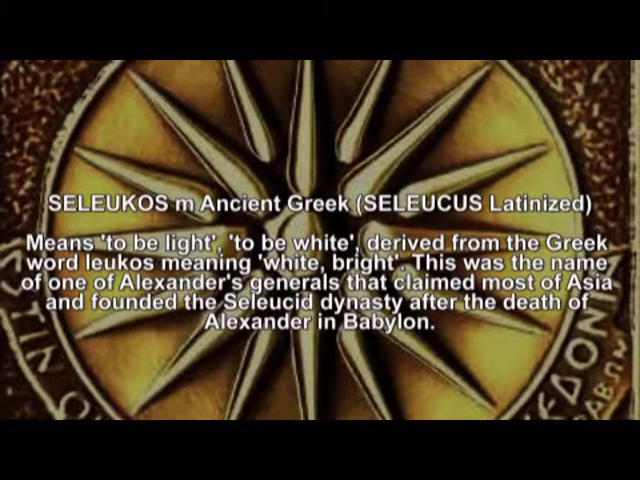 SELEUKOS m Ancient Greek (SELEUCUS Latinized)
Means 'to be light', 'to be white', derived from the Greek
word leukos meaning 'white, bright'. This was the name
of one of Alexander's generals that claimed most of Asia
and founded the Seleucid dynasty after the death of
Alexander in Babylon.